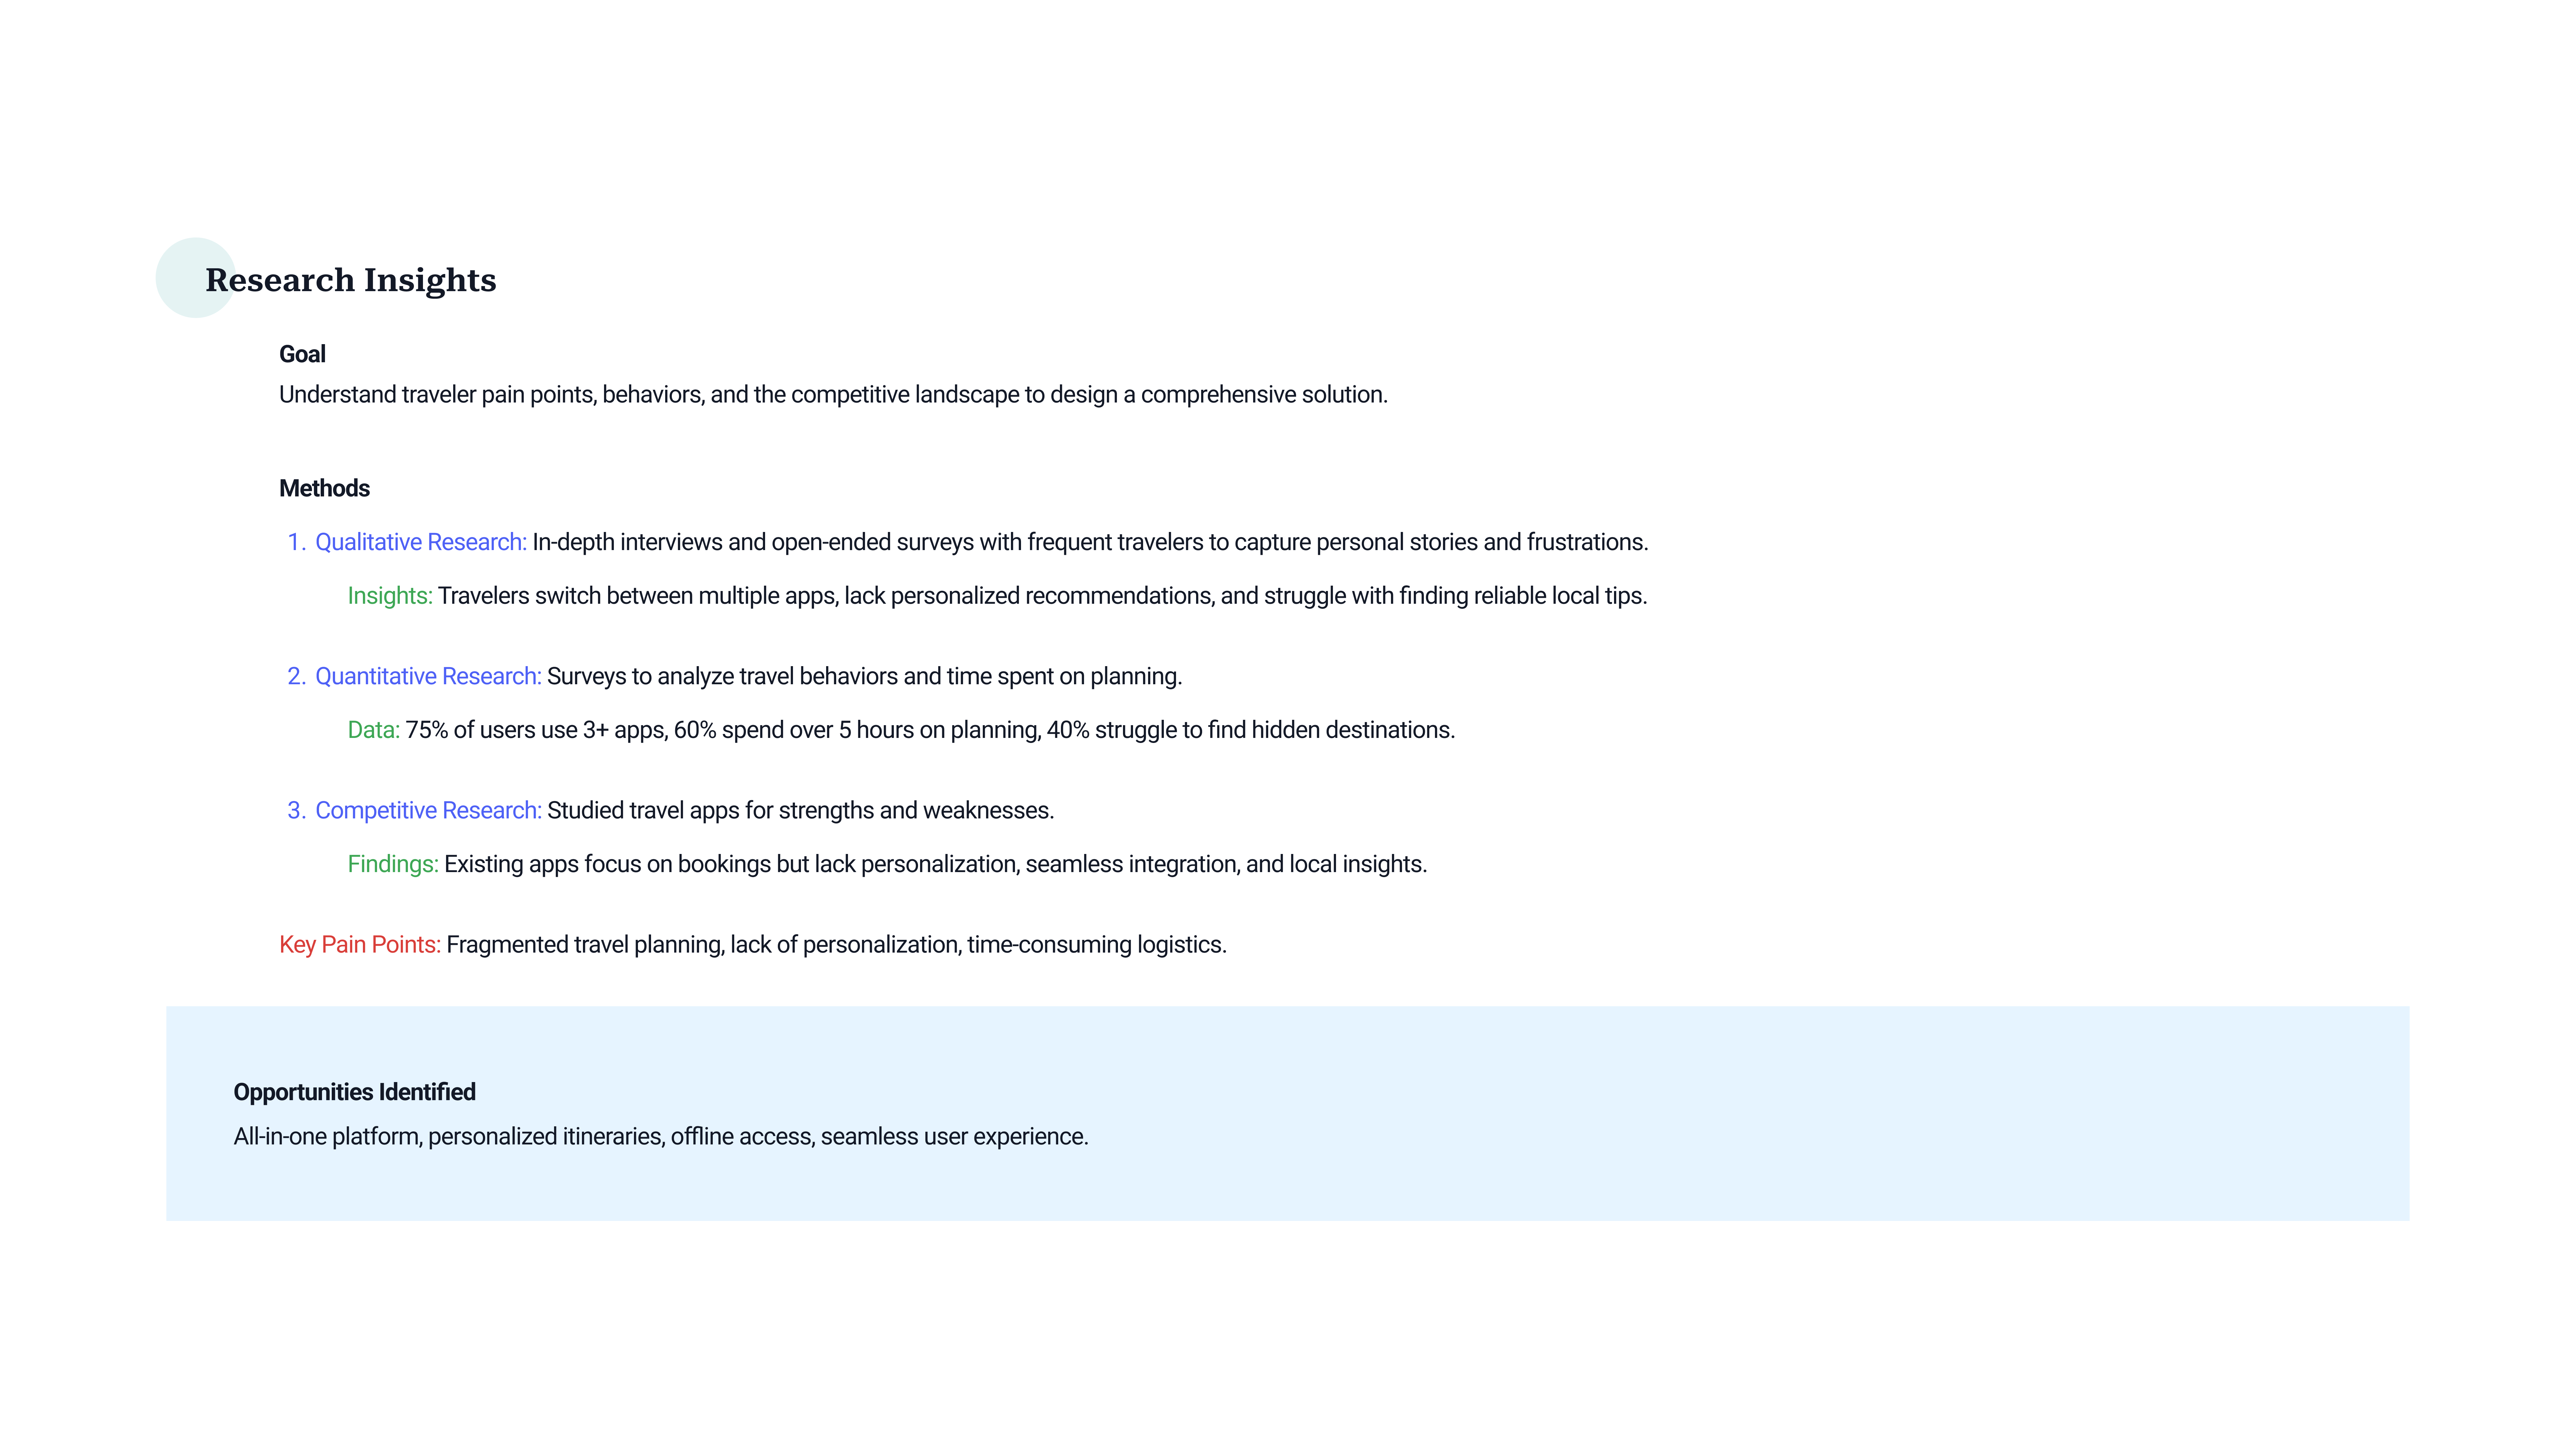 Research Insights
Goal
Understand traveler pain points, behaviors, and the competitive landscape to design a comprehensive solution.
Methods
1. Qualitative Research: In-depth interviews and open-ended surveys with frequent travelers to capture personal stories and frustrations.
Insights: Travelers switch between multiple apps, lack personalized recommendations, and struggle with finding reliable local tips.
2. Quantitative Research: Surveys to analyze travel behaviors and time spent on planning.
Data: 75% of users use 3+ apps, 60% spend over 5 hours on planning, 40% struggle to find hidden destinations.
3. Competitive Research: Studied travel apps for strengths and weaknesses.
Findings: Existing apps focus on bookings but lack personalization, seamless integration, and local insights.
Key Pain Points: Fragmented travel planning, lack of personalization, time-consuming logistics.
Opportunities Identified
All-in-one platform, personalized itineraries, offline access, seamless user experience.